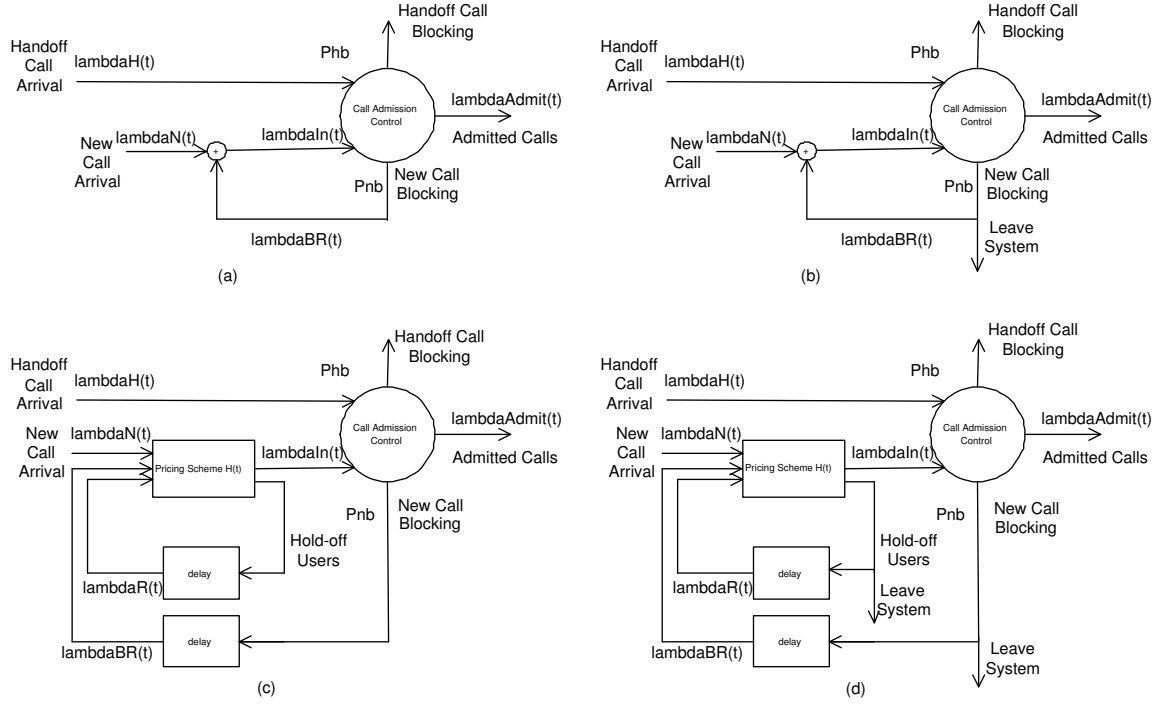 Handoff Call
Blocking
Phb
Handoff
Call
Arrival
lambdaH(t)
Call Admission
Control
lambdaAdmit(t)
Admitted Calls
New
Call
Arrival
lambdaN(t)
+
lambdaIn(t)
Pnb
New Call
Blocking
lambdaBR(t)
(a)
Handoff Call
Blocking
Phb
Handoff
Call
Arrival
lambdaH(t)
Call Admission
Control
lambdaAdmit(t)
Admitted Calls
New
Call
Arrival
lambdaN(t)
+
lambdaIn(t)
Pnb
New Call
Blocking
lambdaBR(t)
Leave
System
(b)
Handoff Call
Blocking
Phb
Handoff
Call
Arrival
lambdaH(t)
Call Admission
Control
lambdaAdmit(t)
Admitted Calls
New
Call
Arrival
lambdaN(t)
Pricing Scheme H(t)
lambdaIn(t)
Pnb
New Call
Blocking
Hold-off
Users
delay
lambdaR(t)
delay
lambdaBR(t)
(c)
Handoff Call
Blocking
Phb
Handoff
Call
Arrival
lambdaH(t)
Call Admission
Control
lambdaAdmit(t)
Admitted Calls
New
Call
Arrival
lambdaN(t)
Pricing Scheme H(t)
lambdaIn(t)
Pnb
New Call
Blocking
Hold-off
Users
delay
lambdaR(t)
Leave
System
delay
lambdaBR(t)
Leave
System
(d)